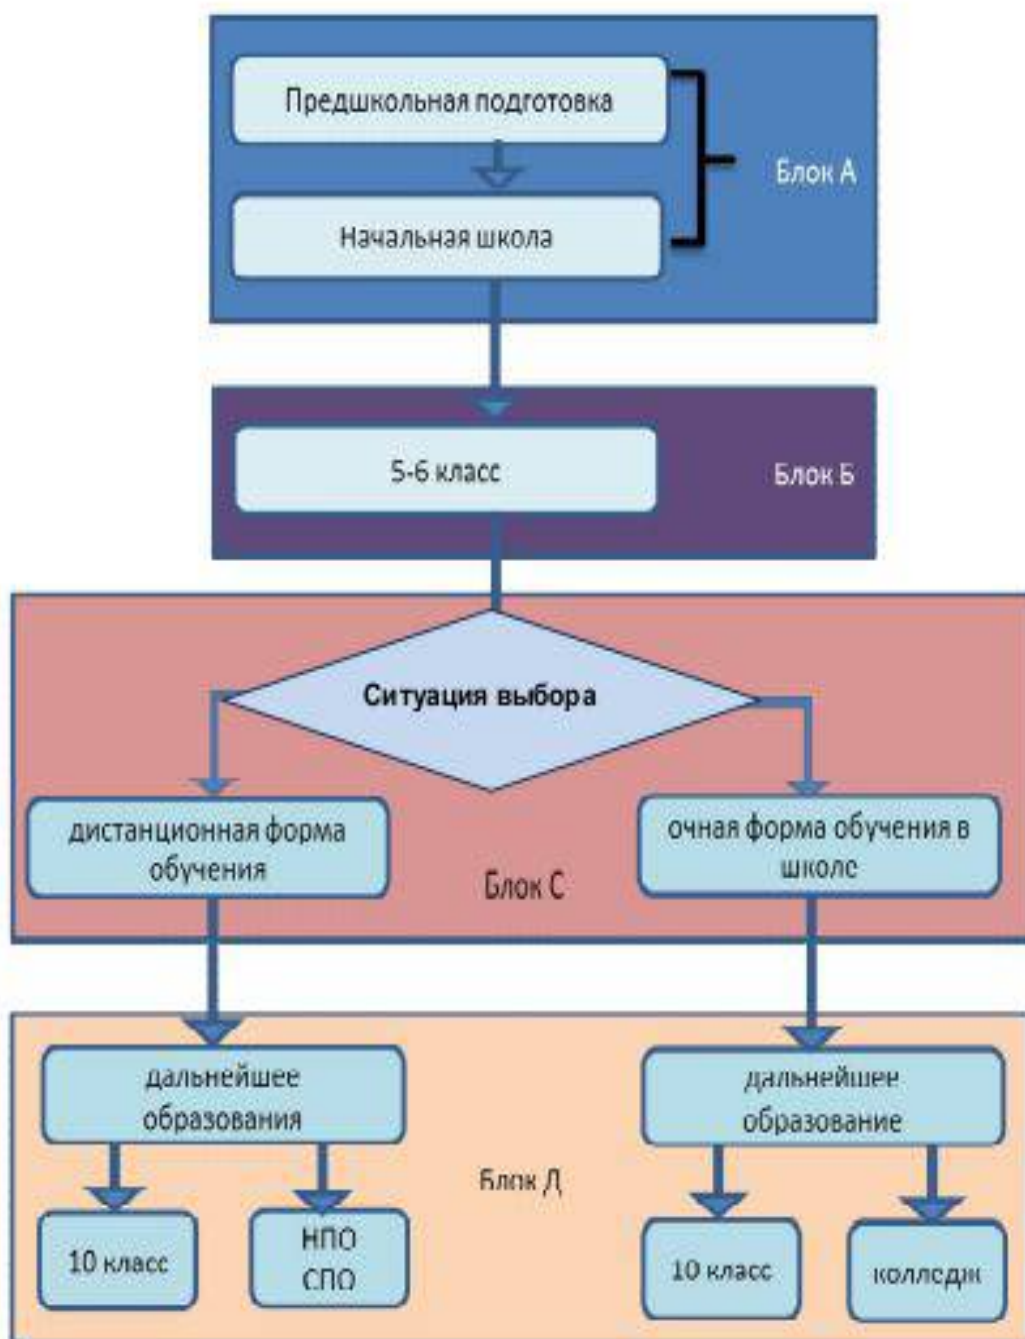 Предшкольная подготовка
Блок А
Начальная школа
5-6 класс
Блок Б
Ситуация выбора
дистанционная форма
обучения
очная форма обучения в
школе
Блок С
дальнейшее
образования
дальнейшее
образование
Блок Д
10 класс
НПО
СПО
10 класс
колледж